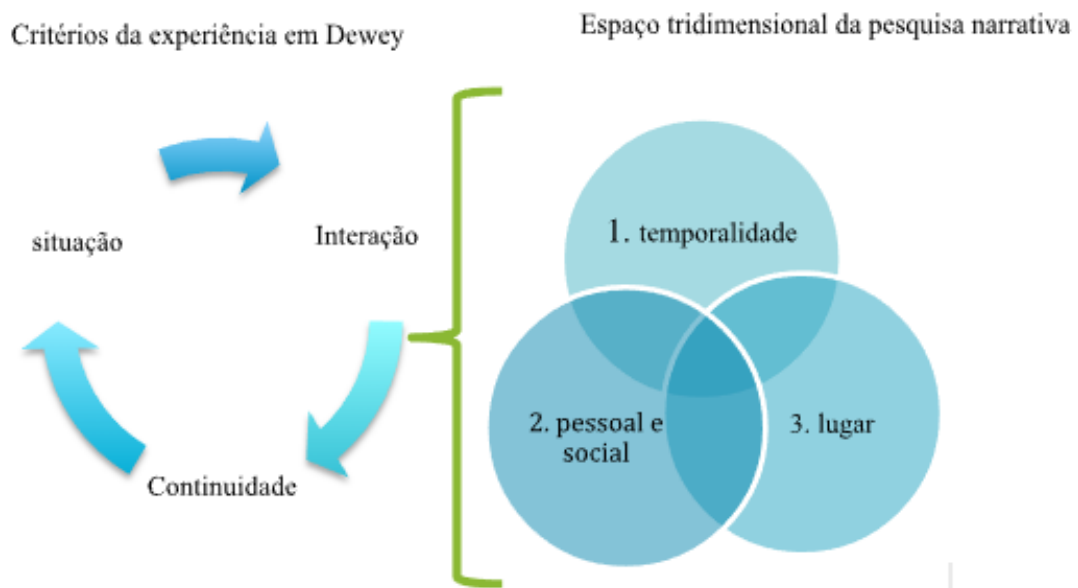 Critérios da experiência em Dewey
Espaço tridimensional da pesquisa narrativa
situação
Interação
Continuidade
1. temporalidade
2. pessoal e
social
3. lugar